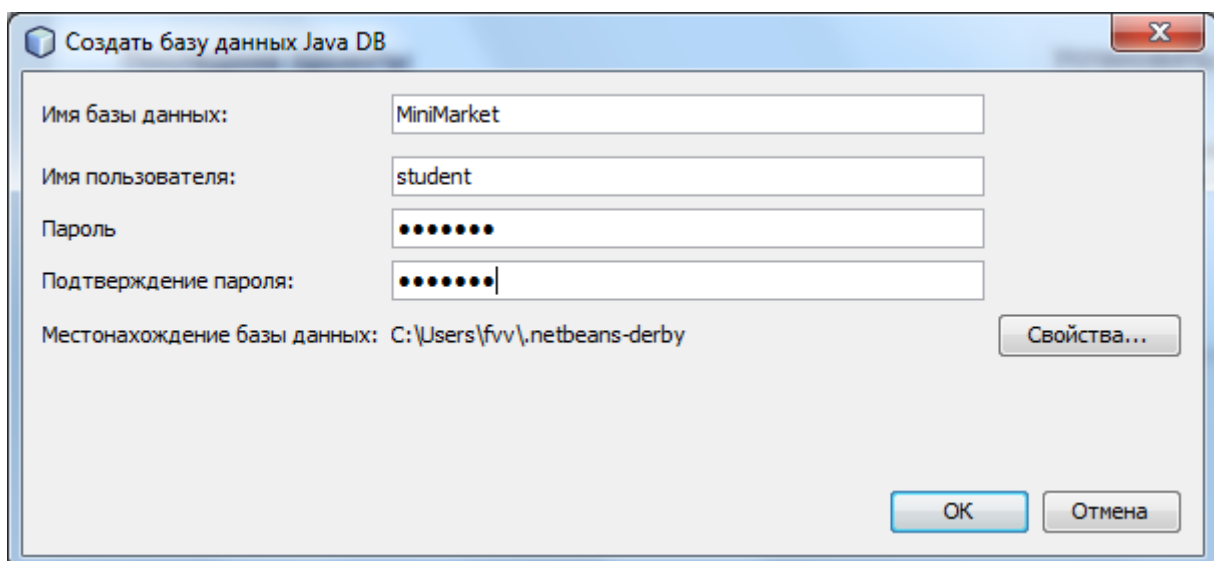 Создать базу данных Java DB
Имя базы данных: MiniMarket
Имя пользователя: student
Пароль •••••••
Подтверждение пароля: •••••••
Местонахождение базы данных: C:\Users\fvv\.netbeans-derby Свойства...
OK Отмена